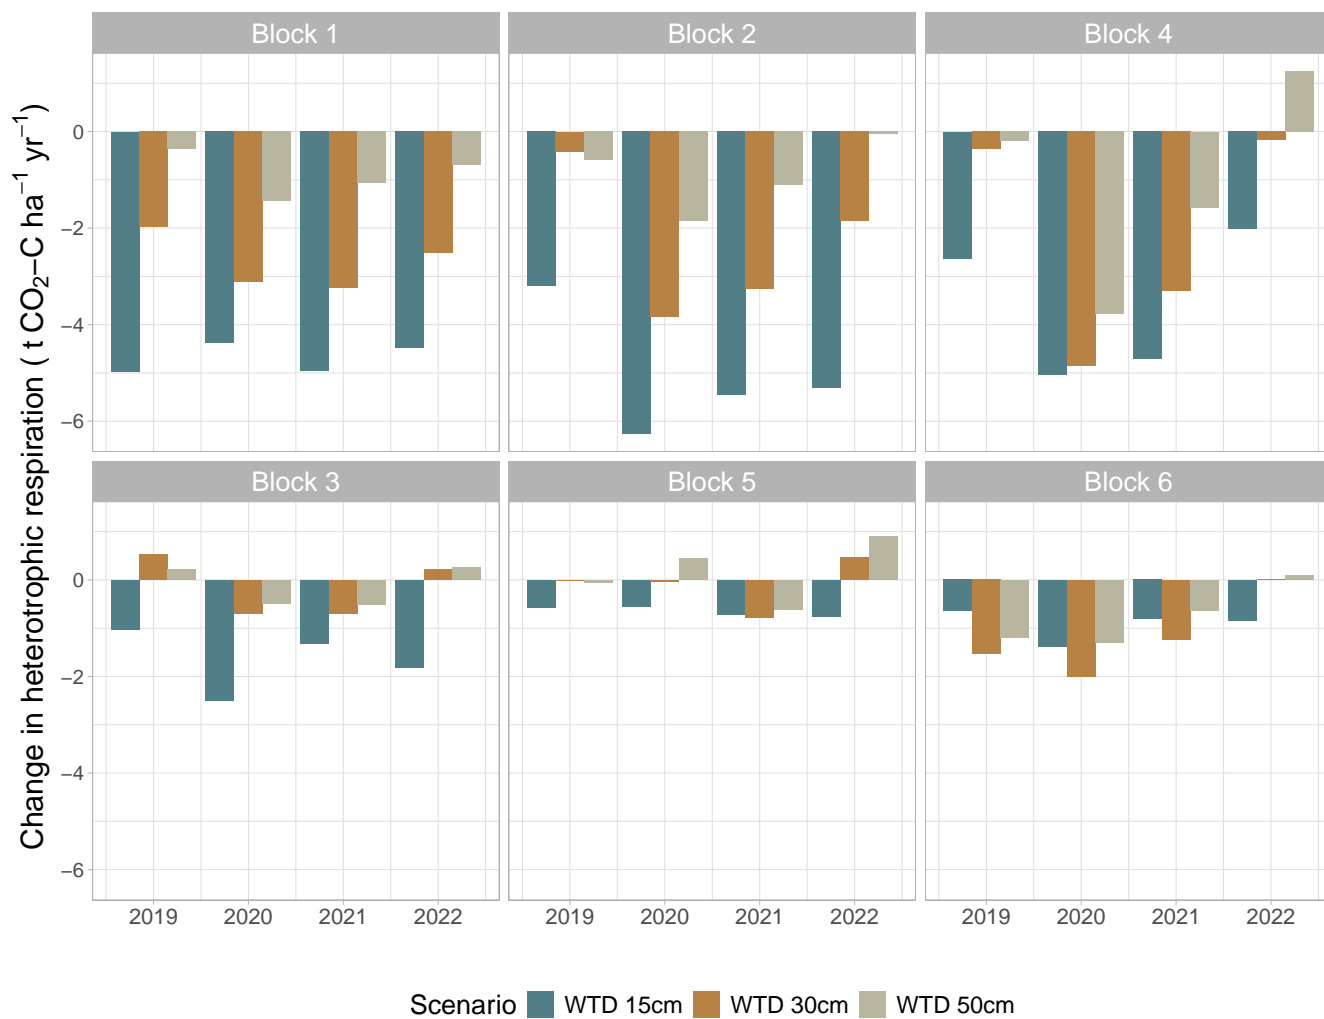 Change in heterotrophic respiration ( t CO₂−C ha⁻¹ yr⁻¹)
Block 1 Block 2 Block 4
0
−2
−4
−6
Block 3 Block 5 Block 6
0
−2
−4
−6
2019 2020 2021 2022 2019 2020 2021 2022 2019 2020 2021 2022
Scenario WTD 15cm WTD 30cm WTD 50cm